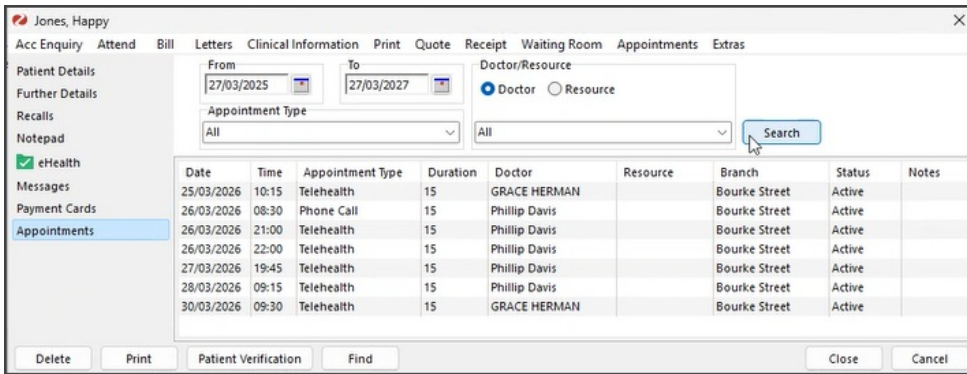 Jones, Happy
Acc Enquiry Attend Bill Letters Clinical Information Print Quote Receipt Waiting Room Appointments Extras
Patient Details
Further Details
Recalls
Notepad
eHealth
Messages
Payment Cards
Appointments
From To Doctor/Resource
27/03/2025 27/03/2027 Doctor Resource
Appointment Type
All All Search
Date Time Appointment Type Duration Doctor Resource Branch Status Notes
25/03/2026 10:15 Telehealth 15 GRACE HERMAN Bourke Street Active
26/03/2026 08:30 Phone Call 15 Phillip Davis Bourke Street Active
26/03/2026 21:00 Telehealth 15 Phillip Davis Bourke Street Active
26/03/2026 22:00 Telehealth 15 Phillip Davis Bourke Street Active
27/03/2026 19:45 Telehealth 15 Phillip Davis Bourke Street Active
28/03/2026 09:15 Telehealth 15 Phillip Davis Bourke Street Active
30/03/2026 09:30 Telehealth 15 GRACE HERMAN Bourke Street Active
Delete Print Patient Verification Find Close Cancel